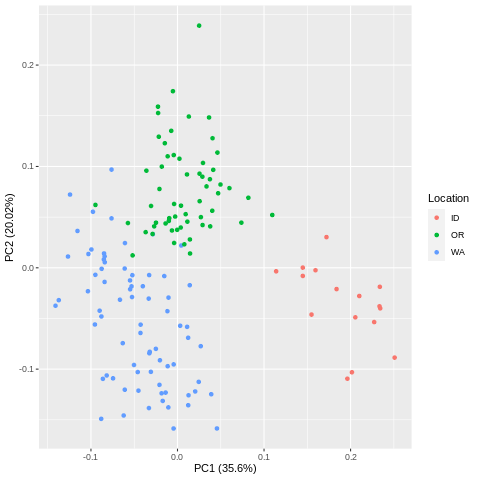 0.2
0.1
0.0
-0.1
PC2 (20.02%)
-0.1
0.0
0.1
0.2
PC1 (35.6%)
Location
ID
OR
WA